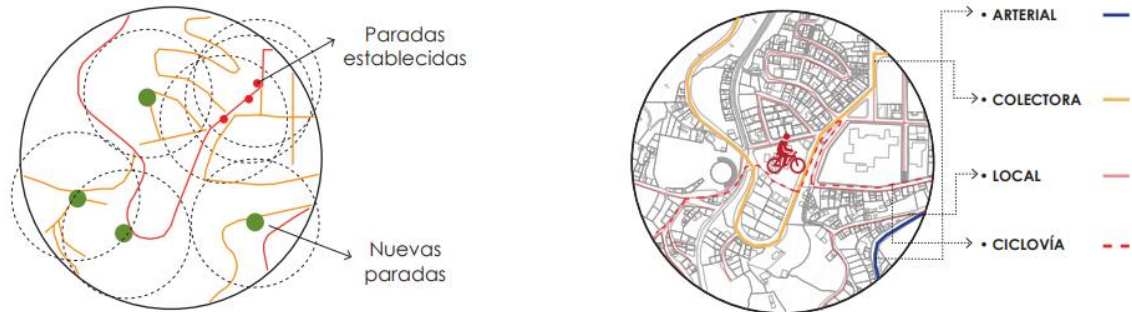 Paradas
establecidas
Nuevas
paradas
• ARTERIAL
• COLECTORA
• LOCAL
• CICLOVÍA